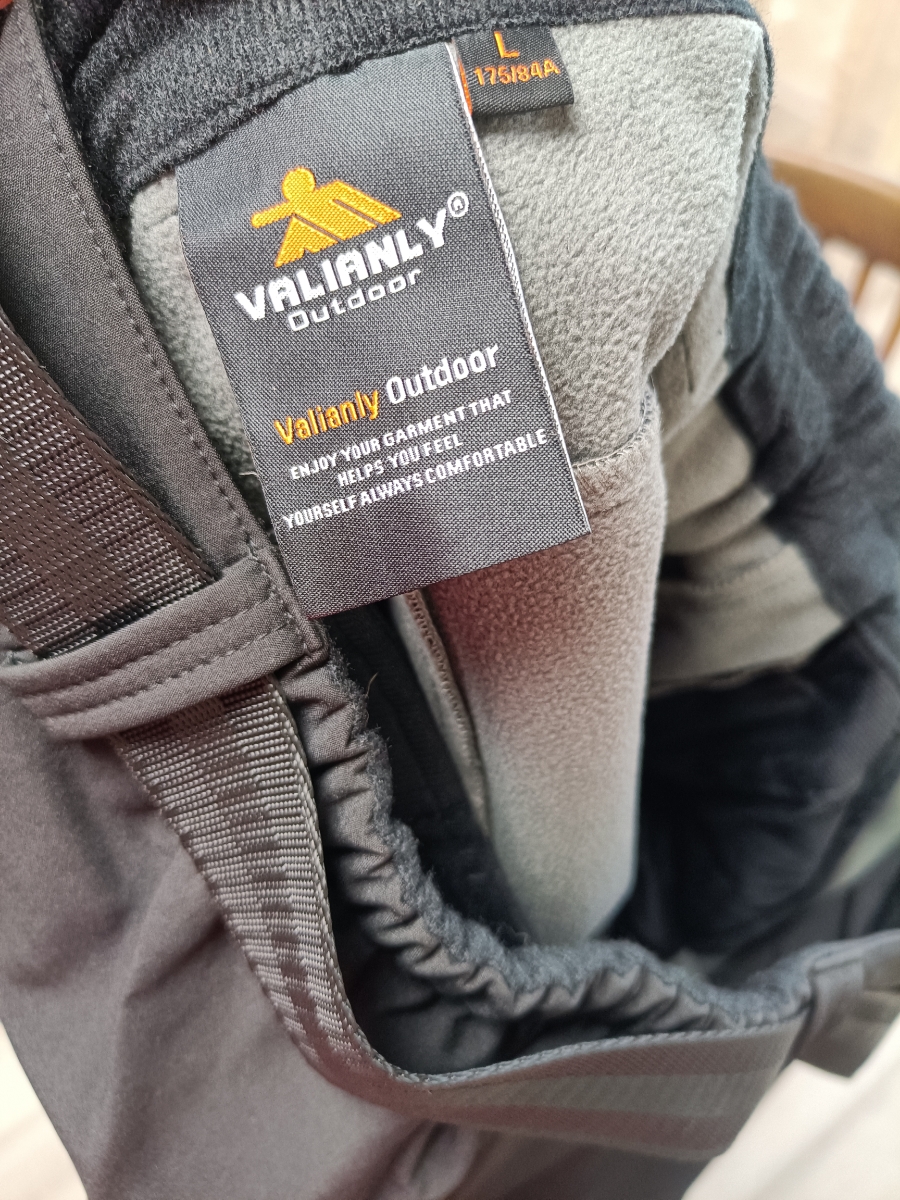 L
175/84A
VALIANLY®
Outdoor
Valianly Outdoor
ENJOY YOUR GARMENT THAT
HELPS YOU FEEL
YOURSELF ALWAYS COMFORTABLE